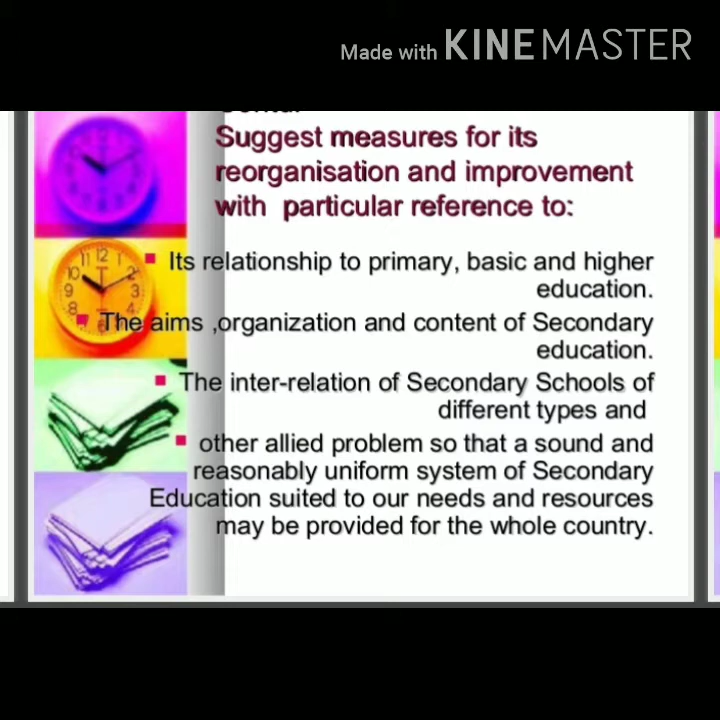 Made with KINEMASTER
Suggest measures for its
reorganisation and improvement
with particular reference to:
Its relationship to primary, basic and higher
education.
The aims ,organization and content of Secondary
education.
The inter-relation of Secondary Schools of
different types and
other allied problem so that a sound and
reasonably uniform system of Secondary
Education suited to our needs and resources
may be provided for the whole country.